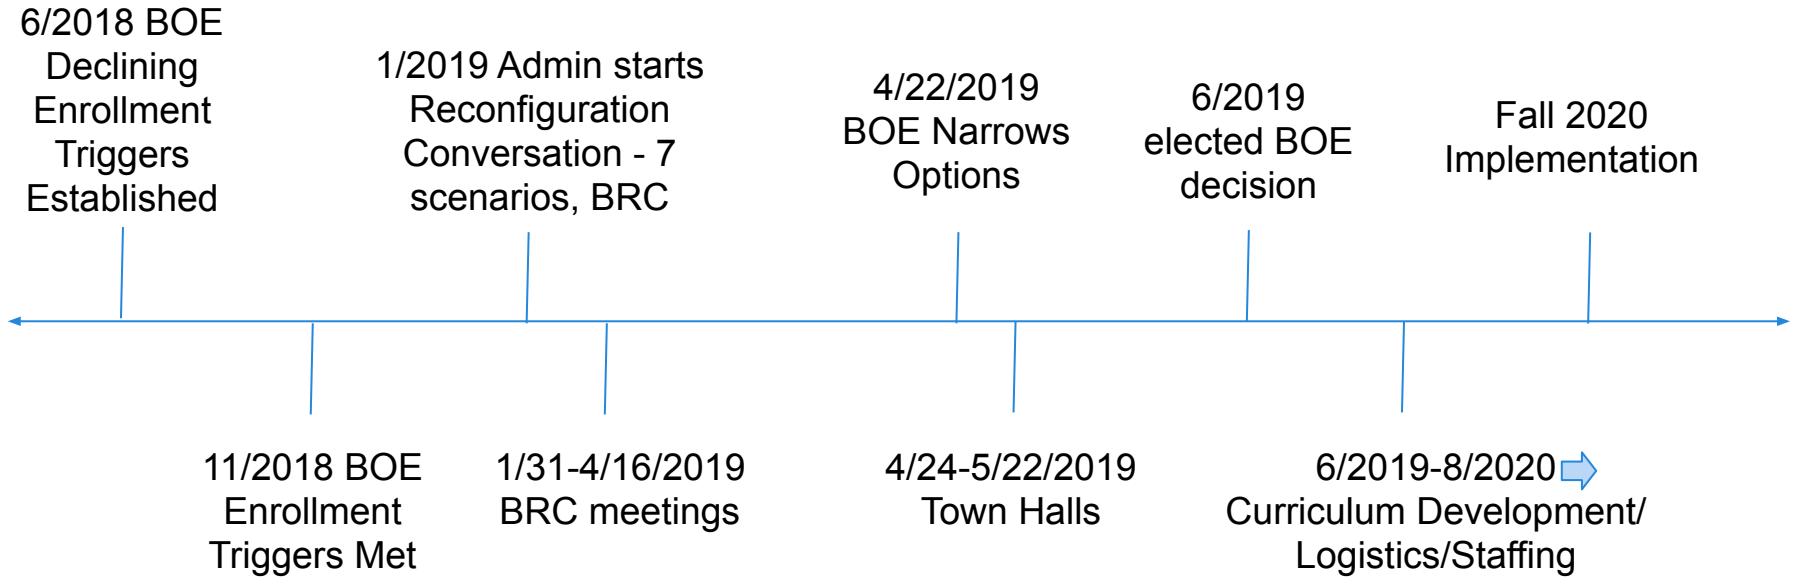 6/2018 BOE
Declining
Enrollment
Triggers
Established
1/2019 Admin starts
Reconfiguration
Conversation - 7
scenarios, BRC
4/22/2019
BOE Narrows
Options
6/2019
elected BOE
decision
Fall 2020
Implementation
11/2018 BOE
Enrollment
Triggers Met
1/31-4/16/2019
BRC meetings
4/24-5/22/2019
Town Halls
6/2019-8/2020
Curriculum Development/
Logistics/Staffing